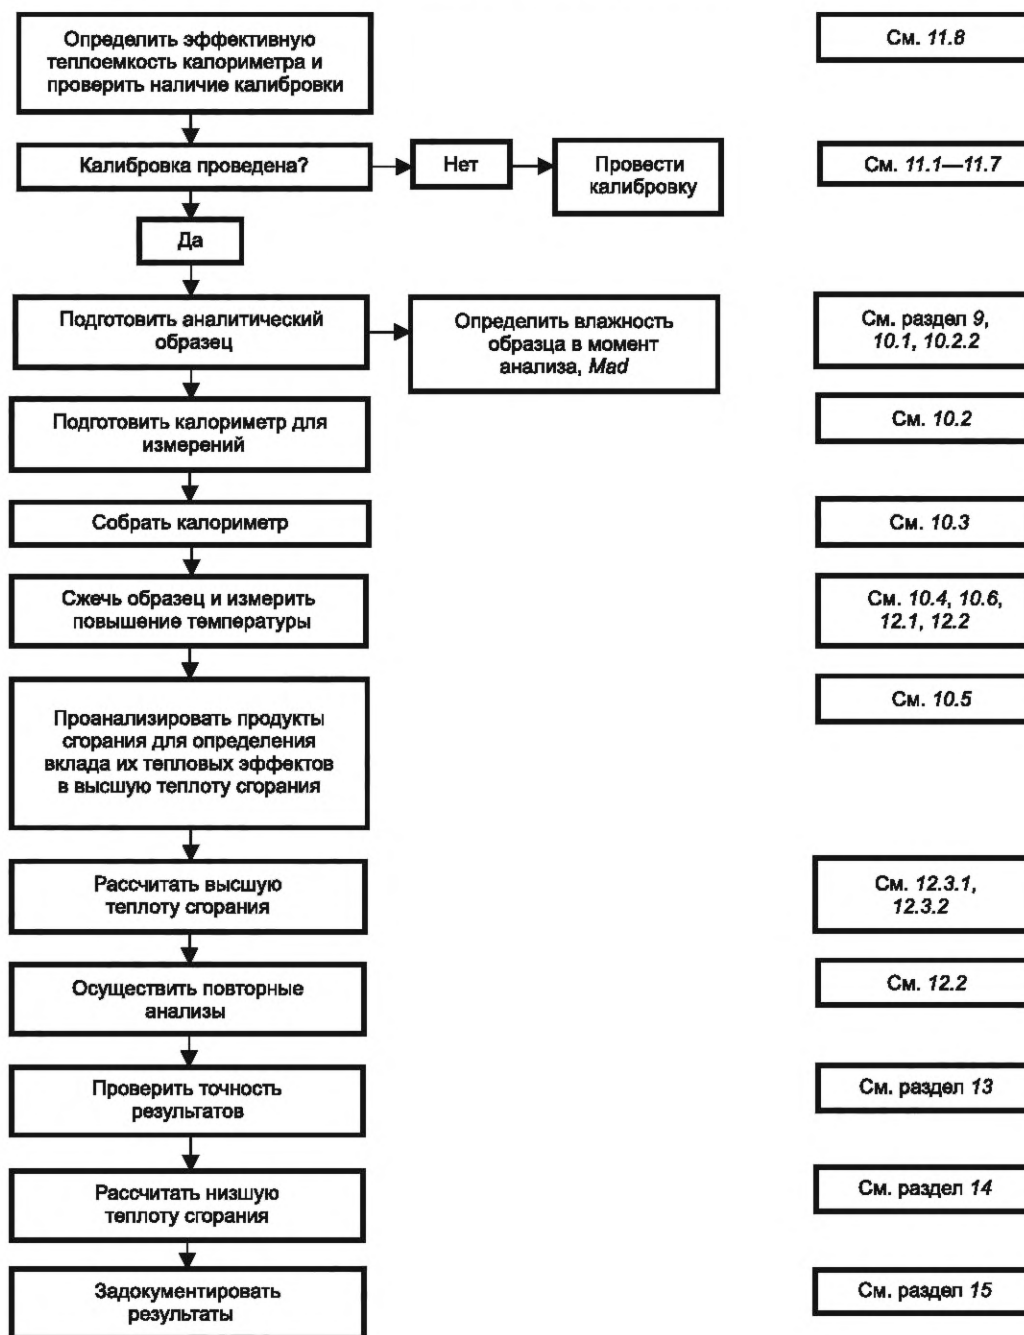 Определить эффективную
теплоемкость калориметра и
проверить наличие калибровки
См. 11.8
Калибровка проведена?
Нет
Провести
калибровку
См. 11.1—11.7
Да
Подготовить аналитический
образец
Определить влажность
образца в момент
анализа, Mad
См. раздел 9,
10.1, 10.2.2
Подготовить калориметр для
измерений
См. 10.2
Собрать калориметр
См. 10.3
Сжечь образец и измерить
повышение температуры
См. 10.4, 10.6,
12.1, 12.2
Проанализировать продукты
сгорания для определения
вклада их тепловых эффектов
в высшую теплоту сгорания
См. 10.5
Рассчитать высшую
теплоту сгорания
См. 12.3.1,
12.3.2
Осуществить повторные
анализы
См. 12.2
Проверить точность
результатов
См. раздел 13
Рассчитать низшую
теплоту сгорания
См. раздел 14
Задокументировать
результаты
См. раздел 15